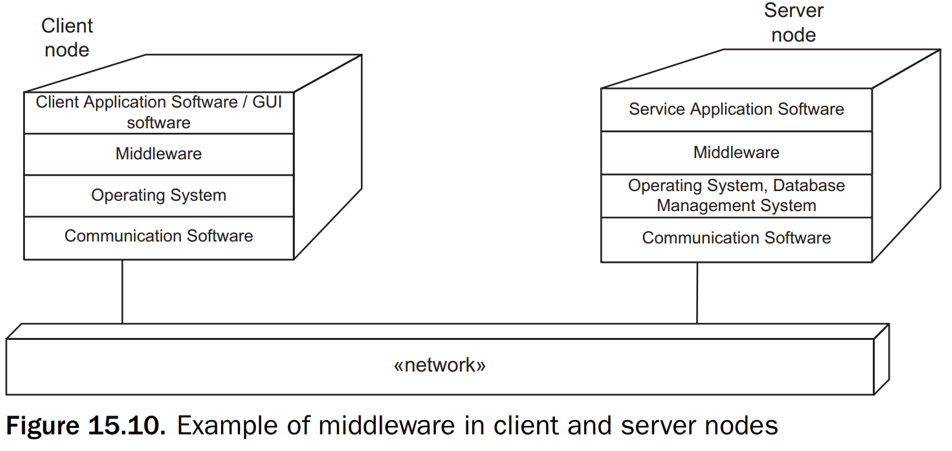 Client
node
Server
node
Client Application Software / GUI
software
Middleware
Operating System
Communication Software
Service Application Software
Middleware
Operating System, Database
Management System
Communication Software
«network»
Figure 15.10. Example of middleware in client and server nodes